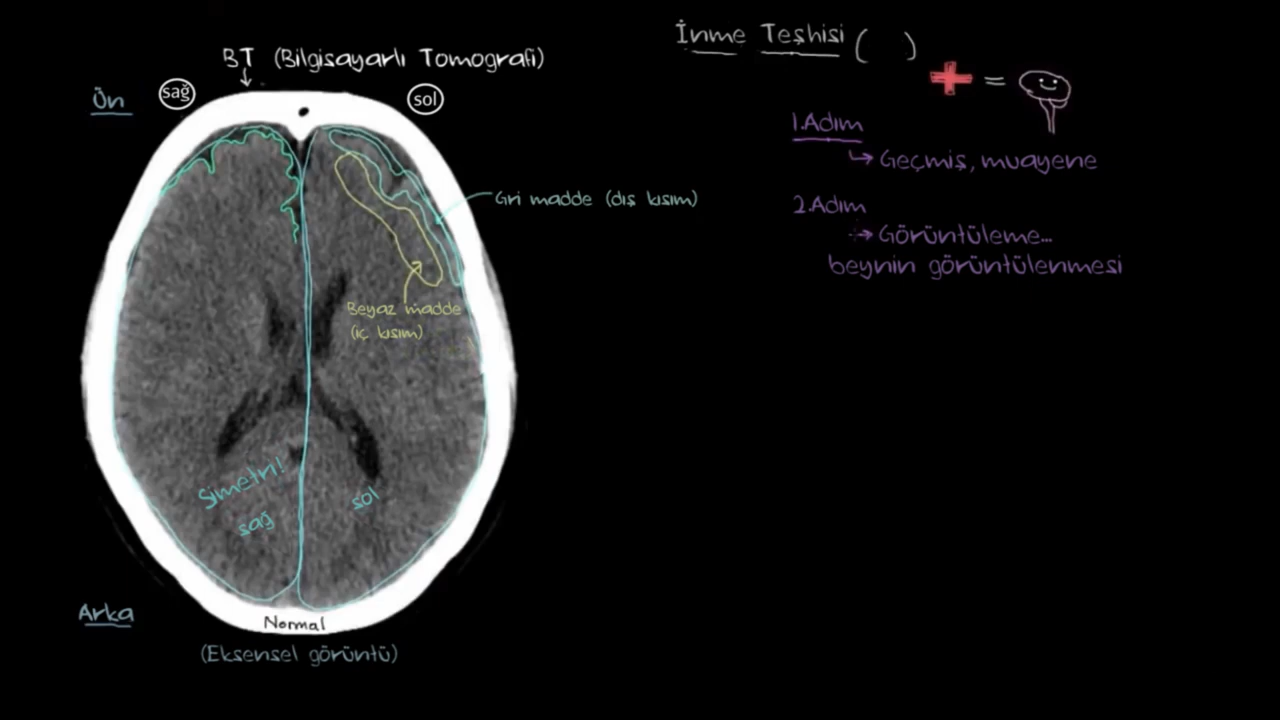 BT (Bilgisayarlı Tomografi)
Ön
sağ
sol
Gri madde (dış kısım)
Beyaz madde
(iç kısım)
Simetri!
sağ
sol
Arka
Normal
(Eksensel görüntü)
İnme Teşhisi ( )
1.Adım
Geçmiş, muayene
2.Adım
Görüntüleme...
beynin görüntülenmesi